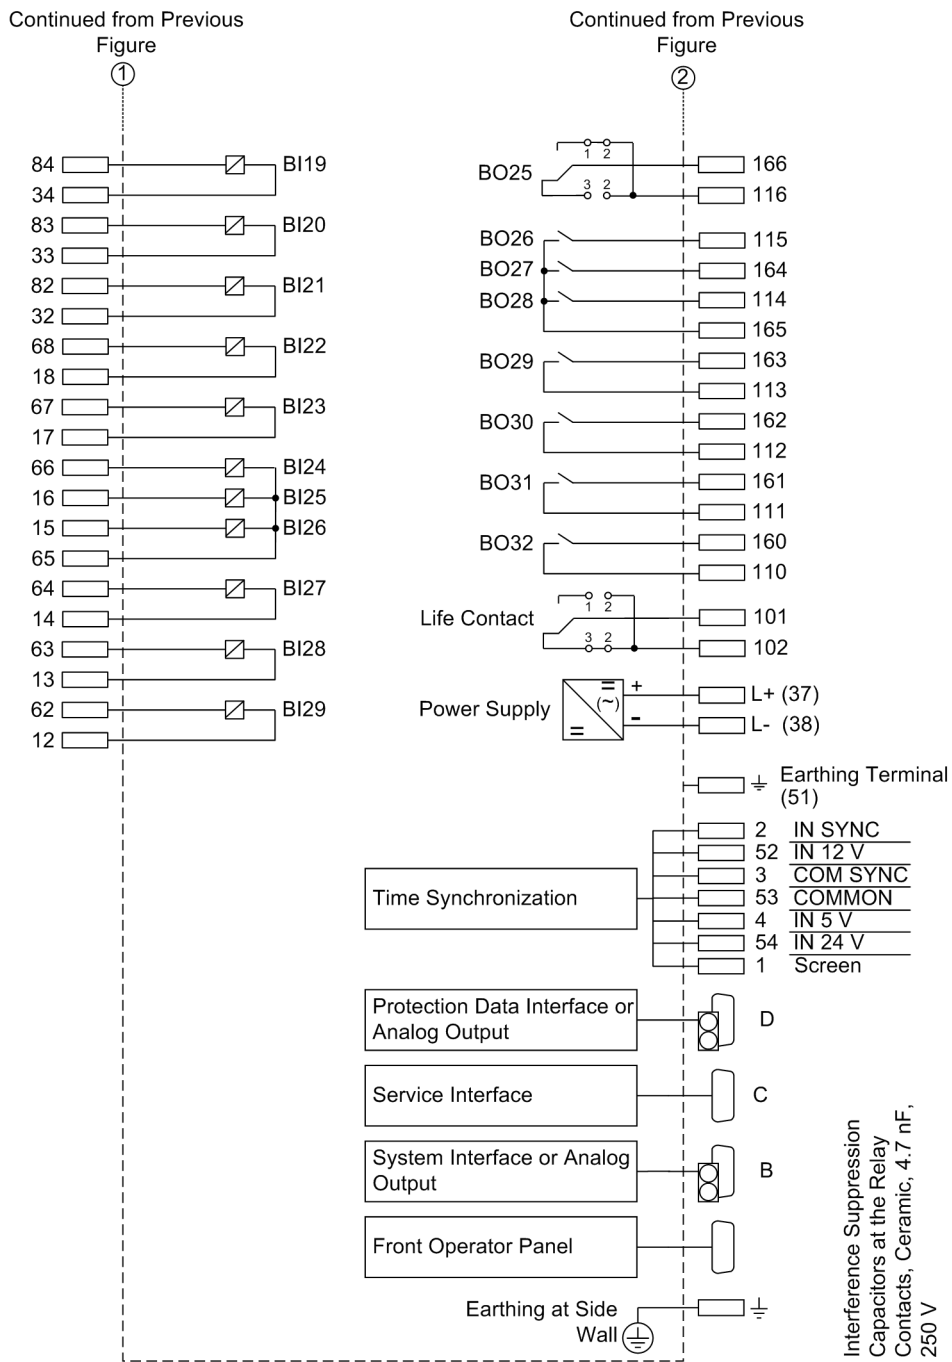 Continued from Previous
Figure
1
84
BI19
34
83
BI20
33
82
BI21
32
68
BI22
18
67
BI23
17
66
BI24
16
BI25
15
BI26
65
64
BI27
14
63
BI28
13
62
BI29
12
Continued from Previous
Figure
2
BO25
1 2
3 2
166
116
BO26
115
BO27
164
BO28
114
165
BO29
163
113
BO30
162
112
BO31
161
111
BO32
160
110
Life Contact
1 2
3 2
101
102
Power Supply
=
(~)
=
+
-
L+ (37)
L- (38)
Earthing Terminal
(51)
Time Synchronization
2 IN SYNC
52 IN 12 V
3 COM SYNC
53 COMMON
4 IN 5 V
54 IN 24 V
1 Screen
Protection Data Interface or
Analog Output
D
Service Interface
C
System Interface or Analog
Output
B
Front Operator Panel
Earthing at Side
Wall
Interference Suppression
Capacitors at the Relay
Contacts, Ceramic, 4.7 nF,
250 V